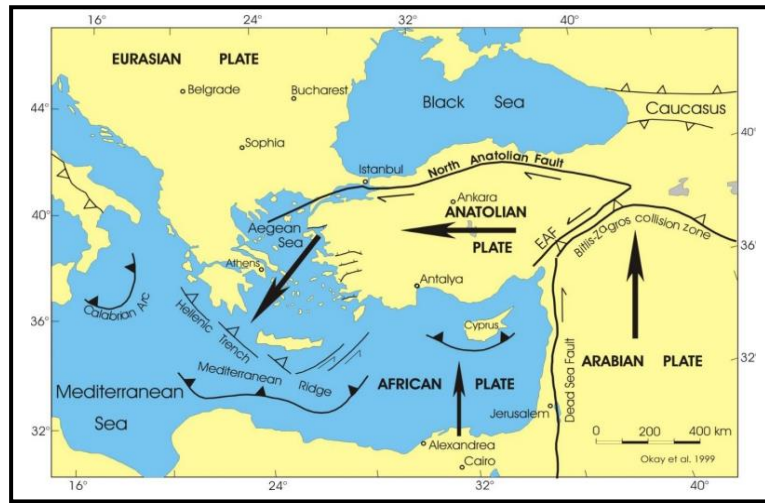 16°
24°
32°
40°
EURASIAN PLATE
Belgrade
Bucharest
Black Sea
Caucasus
44°
40°
Sophia
Istanbul
North Anatolian Fault
Ankara
ANATOLIAN
PLATE
40°
Aegean
Sea
EAF
Bitlis-Zagros collision zone
36°
Athens
Antalya
Calabrian Arc
Hellenic
Trench
36°
Cyprus
Mediterranean Ridge
AFRICAN PLATE
ARABIAN PLATE
32°
Mediterranean
Sea
Dead Sea Fault
Jerusalem
32°
Alexandrea
Cairo
0 200 400 km
Okay et al. 1999
16°
24°
32°
40°